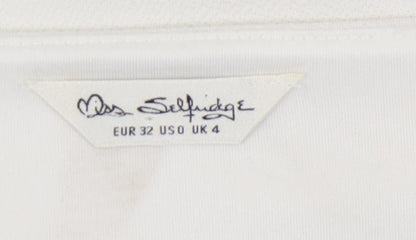 Miss Selfridge
EUR 32 US 0 UK 4